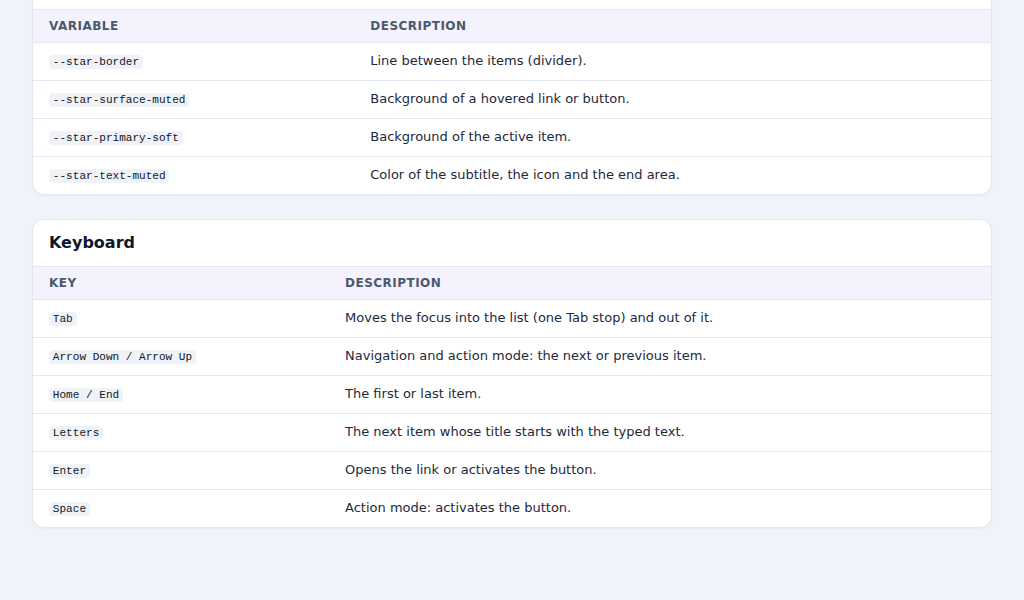 VARIABLE DESCRIPTION
--star-border Line between the items (divider).
--star-surface-muted Background of a hovered link or button.
--star-primary-soft Background of the active item.
--star-text-muted Color of the subtitle, the icon and the end area.
Keyboard
KEY DESCRIPTION
Tab Moves the focus into the list (one Tab stop) and out of it.
Arrow Down / Arrow Up Navigation and action mode: the next or previous item.
Home / End The first or last item.
Letters The next item whose title starts with the typed text.
Enter Opens the link or activates the button.
Space Action mode: activates the button.